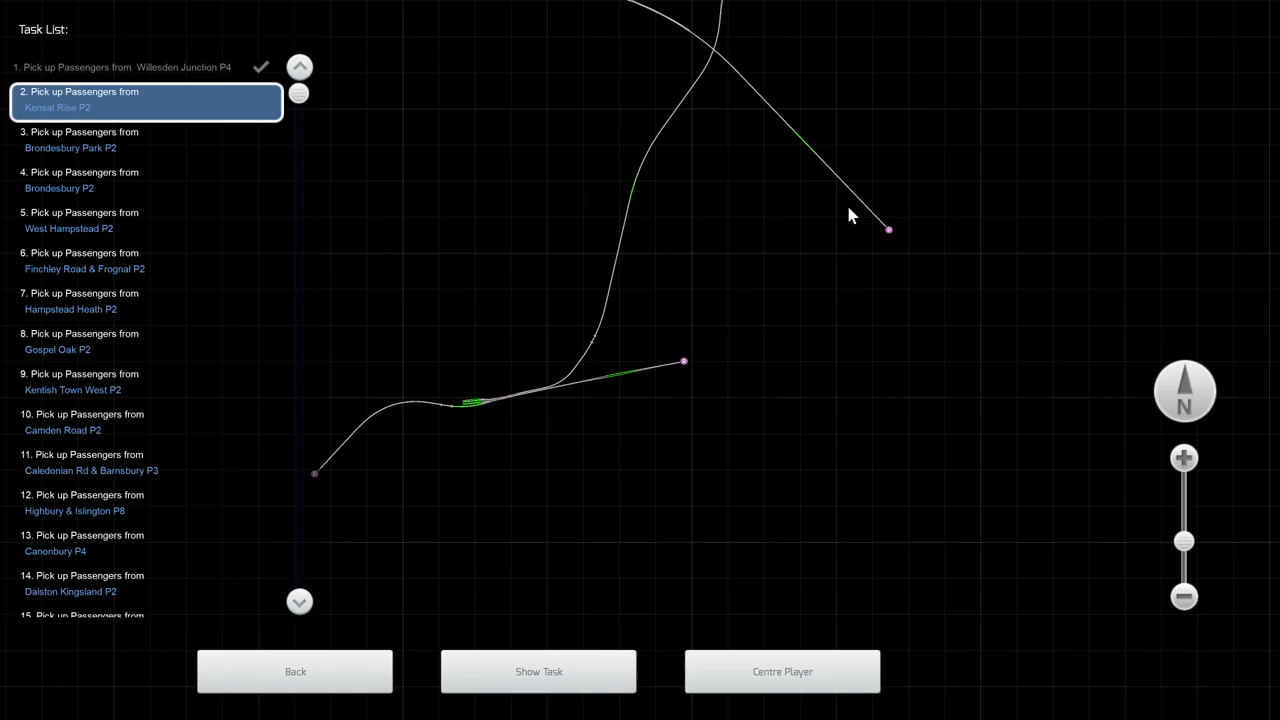 Task List:
1. Pick up Passengers from Willesden Junction P4
2. Pick up Passengers from
Kensal Rise P2
3. Pick up Passengers from
Brondesbury Park P2
4. Pick up Passengers from
Brondesbury P2
5. Pick up Passengers from
West Hampstead P2
6. Pick up Passengers from
Finchley Road & Frognal P2
7. Pick up Passengers from
Hampstead Heath P2
8. Pick up Passengers from
Gospel Oak P2
9. Pick up Passengers from
Kentish Town West P2
10. Pick up Passengers from
Camden Road P2
11. Pick up Passengers from
Caledonian Rd & Barnsbury P3
12. Pick up Passengers from
Highbury & Islington P8
13. Pick up Passengers from
Canonbury P4
14. Pick up Passengers from
Dalston Kingsland P2
15. Pick up Passengers from
N
Back
Show Task
Centre Player